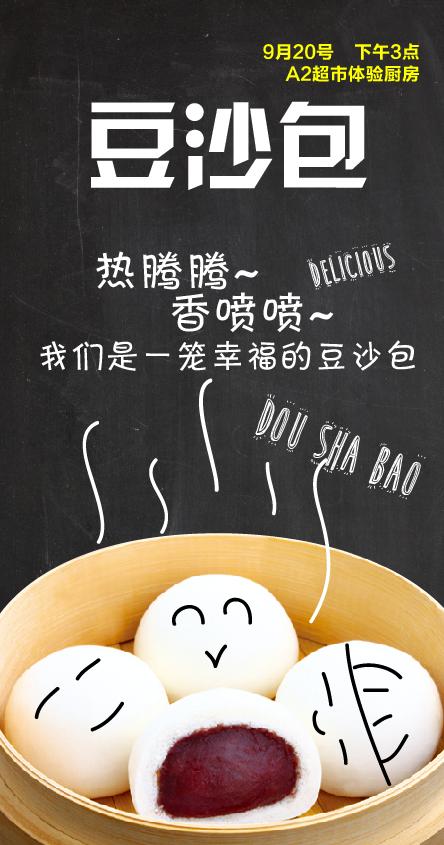 9月20号 下午3点
A2超市体验厨房
豆沙包
热腾腾~
DELICIOUS
香喷喷~
我们是一笼幸福的豆沙包
DOU SHA BAO